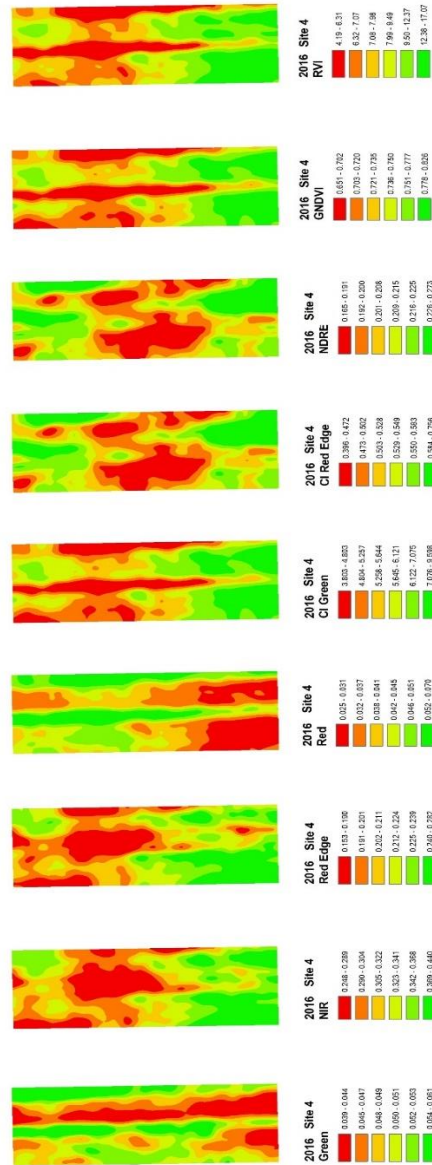 2016 Site 4
Green
0.039 - 0.044
0.045 - 0.047
0.048 - 0.049
0.050 - 0.051
0.052 - 0.053
0.054 - 0.061
2016 Site 4
NIR
0.248 - 0.289
0.290 - 0.304
0.305 - 0.322
0.323 - 0.341
0.342 - 0.368
0.369 - 0.440
2016 Site 4
Red Edge
0.153 - 0.190
0.191 - 0.201
0.202 - 0.211
0.212 - 0.224
0.225 - 0.239
0.240 - 0.282
2016 Site 4
Red
0.025 - 0.031
0.032 - 0.037
0.038 - 0.041
0.042 - 0.045
0.046 - 0.051
0.052 - 0.070
2016 Site 4
CI Green
3.803 - 4.803
4.804 - 5.257
5.258 - 5.644
5.645 - 6.121
6.122 - 7.075
7.076 - 9.598
2016 Site 4
CI Red Edge
0.396 - 0.472
0.473 - 0.502
0.503 - 0.528
0.529 - 0.549
0.550 - 0.583
0.584 - 0.756
2016 Site 4
NDRE
0.165 - 0.191
0.192 - 0.200
0.201 - 0.208
0.209 - 0.215
0.216 - 0.225
0.226 - 0.273
2016 Site 4
GNDVI
0.651 - 0.702
0.703 - 0.720
0.721 - 0.735
0.736 - 0.750
0.751 - 0.777
0.778 - 0.826
2016 Site 4
RVI
4.19 - 6.31
6.32 - 7.07
7.08 - 7.98
7.99 - 9.49
9.50 - 12.37
12.38 - 17.07